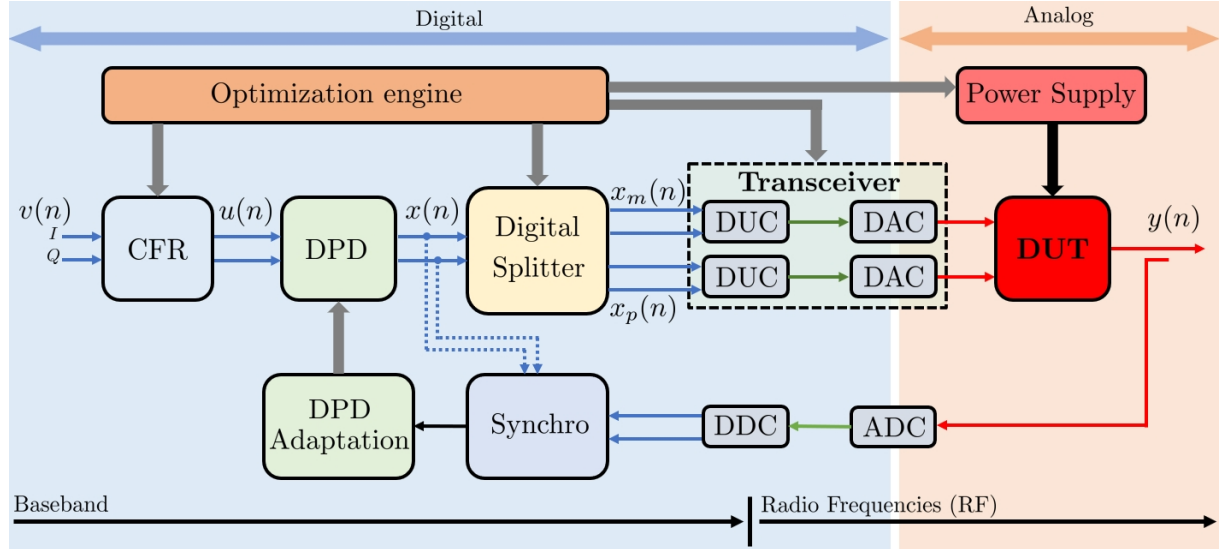 Digital
Analog
Optimization engine
Power Supply
v(n)
I
Q
CFR
u(n)
DPD
x(n)
Digital
Splitter
x_m(n)
x_p(n)
Transceiver
DUC
DAC
DUC
DAC
DUT
y(n)
DPD
Adaptation
Synchro
DDC
ADC
Baseband
Radio Frequencies (RF)